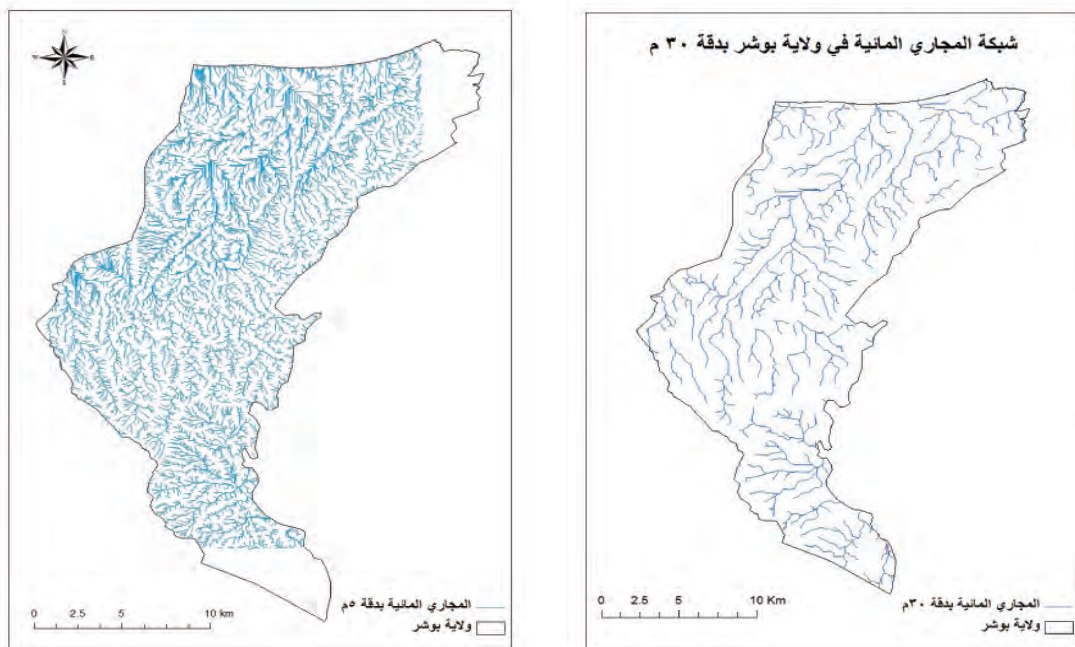 شبكة المجاري المائية في ولاية بوشر بدقة ٣٠ م
N
S
المجاري المائية بدقة ٥م
ولاية بوشر
0 2.5 5 10 Km
المجاري المائية بدقة ٣٠م
ولاية بوشر
0 2.5 5 10 Km